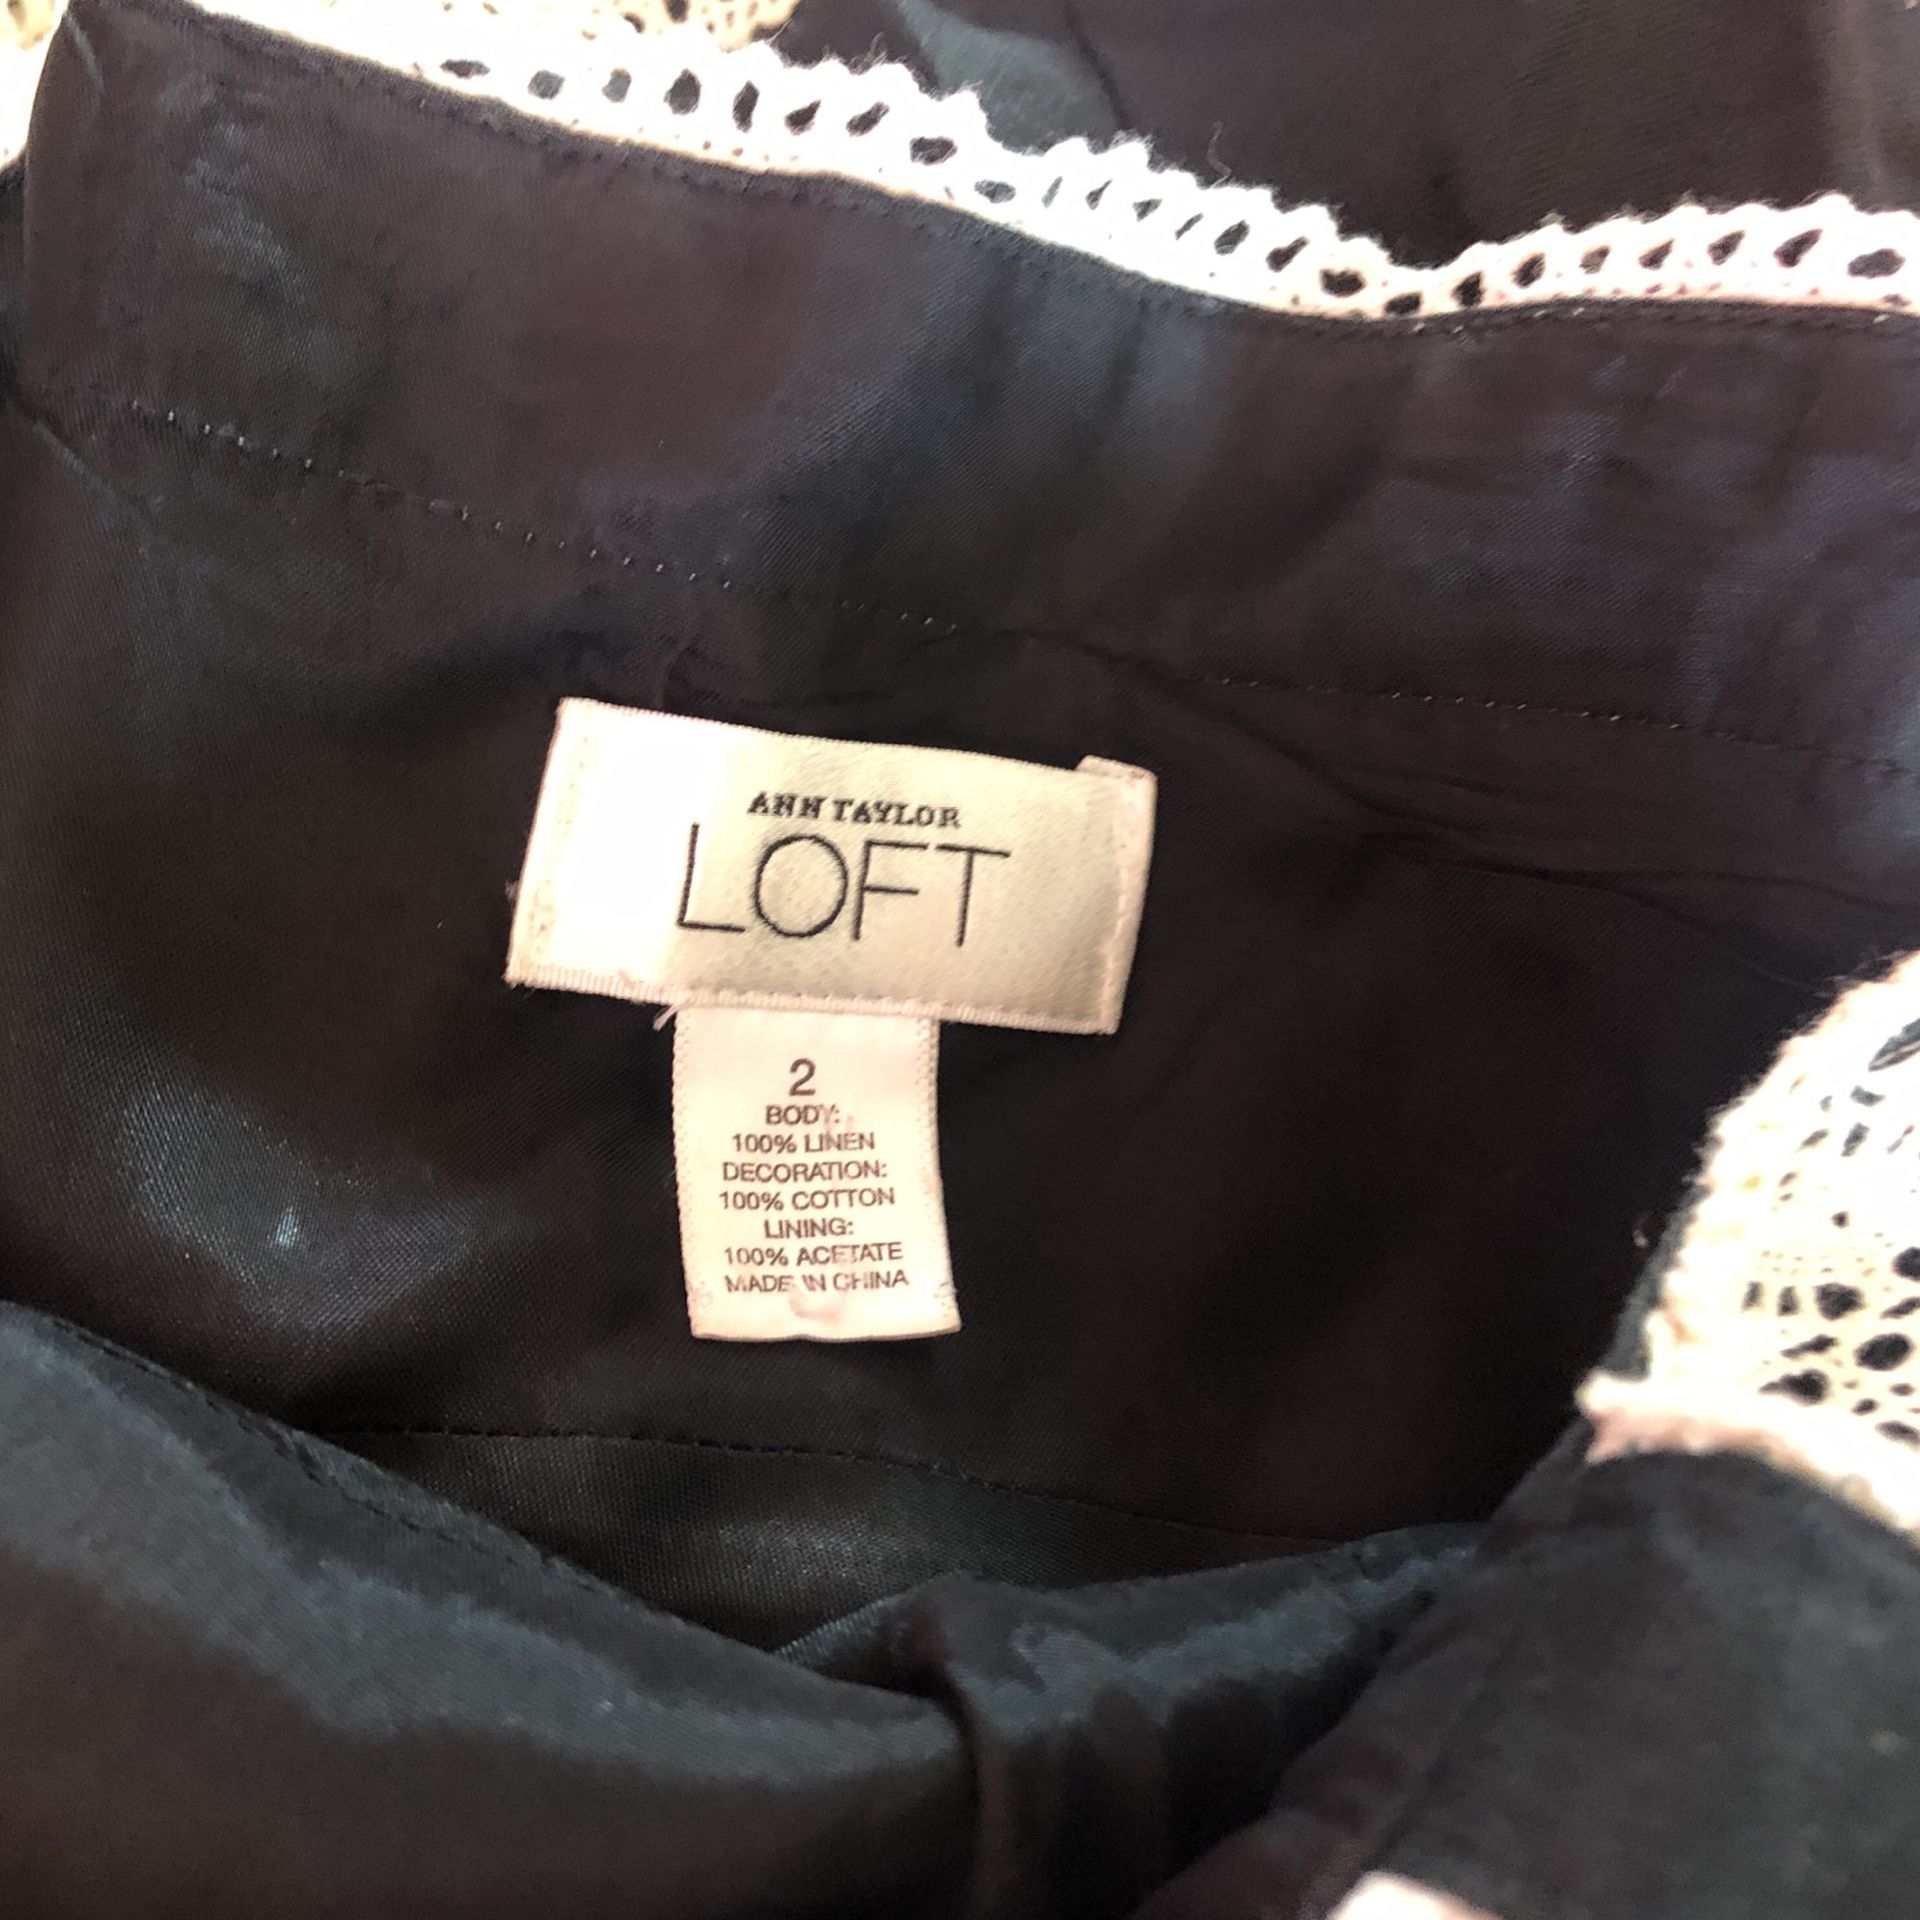 ANN TAYLOR
LOFT
2
BODY:
100% LINEN
DECORATION:
100% COTTON
LINING:
100% ACETATE
MADE IN CHINA